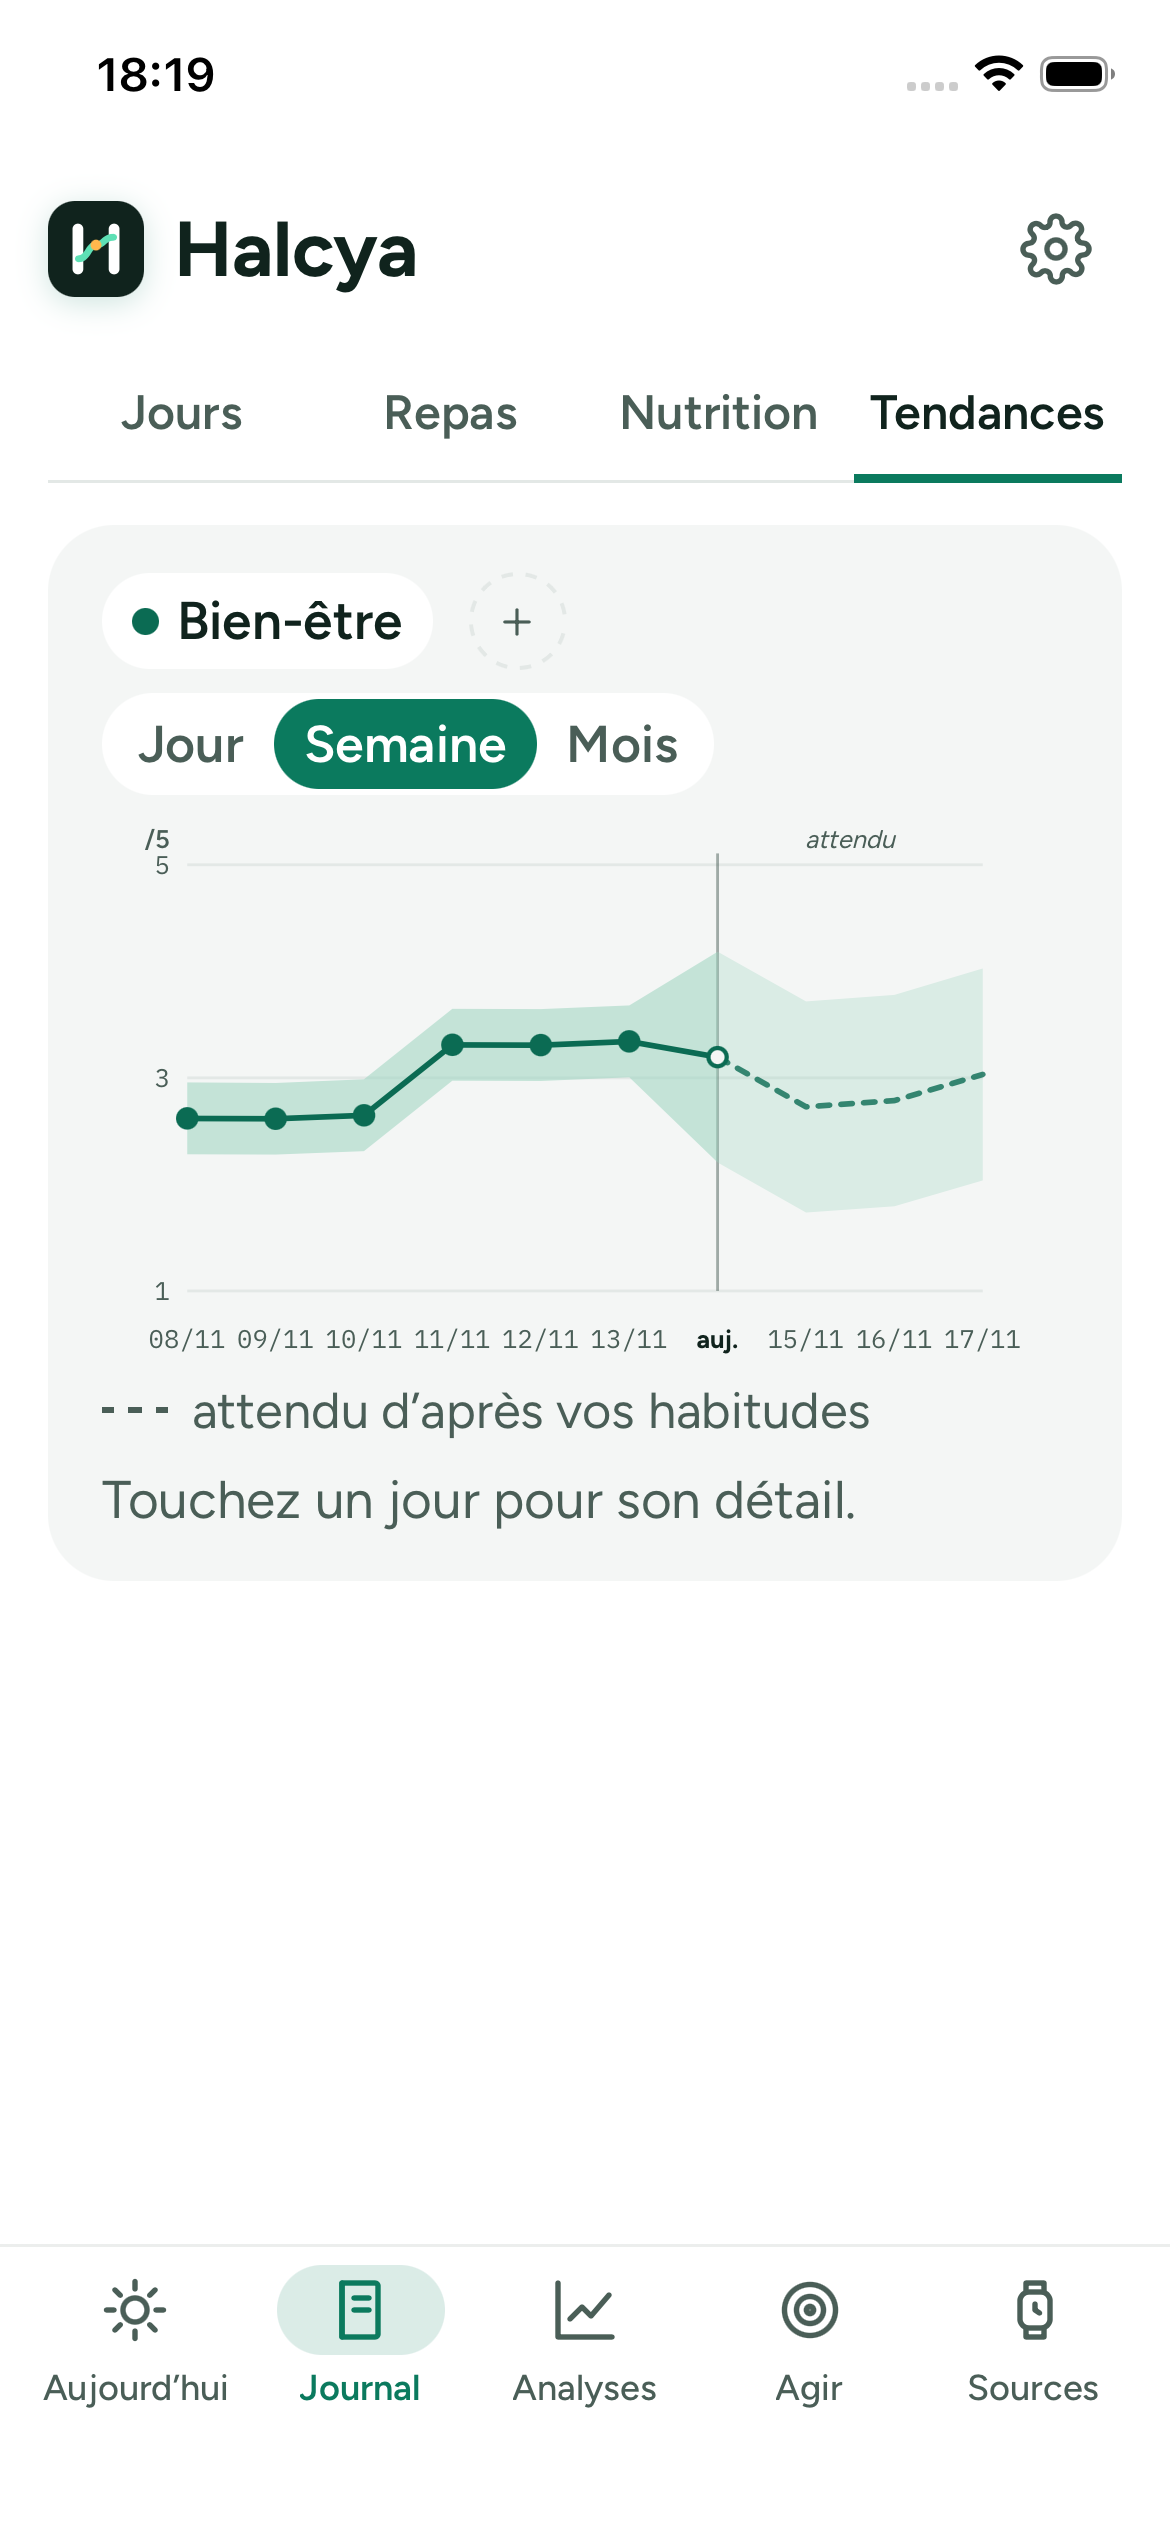 18:19
Halcya
Jours Repas Nutrition Tendances
Bien-être
Jour Semaine Mois
/5
attendu
5
3
1
08/11 09/11 10/11 11/11 12/11 13/11 auj. 15/11 16/11 17/11
attendu d’après vos habitudes
Touchez un jour pour son détail.
Aujourd’hui Journal Analyses Agir Sources